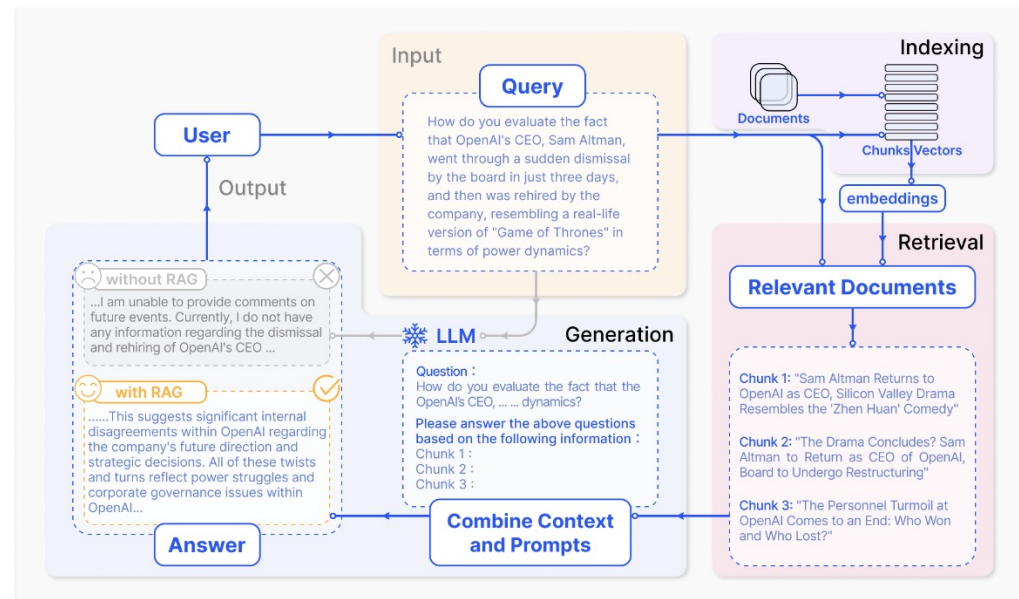 Input
Query
How do you evaluate the fact
that OpenAI's CEO, Sam Altman,
went through a sudden dismissal
by the board in just three days,
and then was rehired by the
company, resembling a real-life
version of "Game of Thrones" in
terms of power dynamics?
Indexing
Documents
Chunks Vectors
embeddings
User
Output
Retrieval
Relevant Documents
Chunk 1: "Sam Altman Returns to
OpenAI as CEO, Silicon Valley Drama
Resembles the 'Zhen Huan' Comedy"
Chunk 2: "The Drama Concludes? Sam
Altman to Return as CEO of OpenAI,
Board to Undergo Restructuring"
Chunk 3: "The Personnel Turmoil at
OpenAI Comes to an End: Who Won
and Who Lost?"
without RAG
...I am unable to provide comments on
future events. Currently, I do not have
any information regarding the dismissal
and rehiring of OpenAI's CEO ...
with RAG
......This suggests significant internal
disagreements within OpenAI regarding
the company's future direction and
strategic decisions. All of these twists
and turns reflect power struggles and
corporate governance issues within
OpenAI...
Answer
LLM
Generation
Question :
How do you evaluate the fact that the
OpenAI's CEO, ... ... dynamics?
Please answer the above questions
based on the following information :
Chunk 1 :
Chunk 2 :
Chunk 3 :
Combine Context
and Prompts